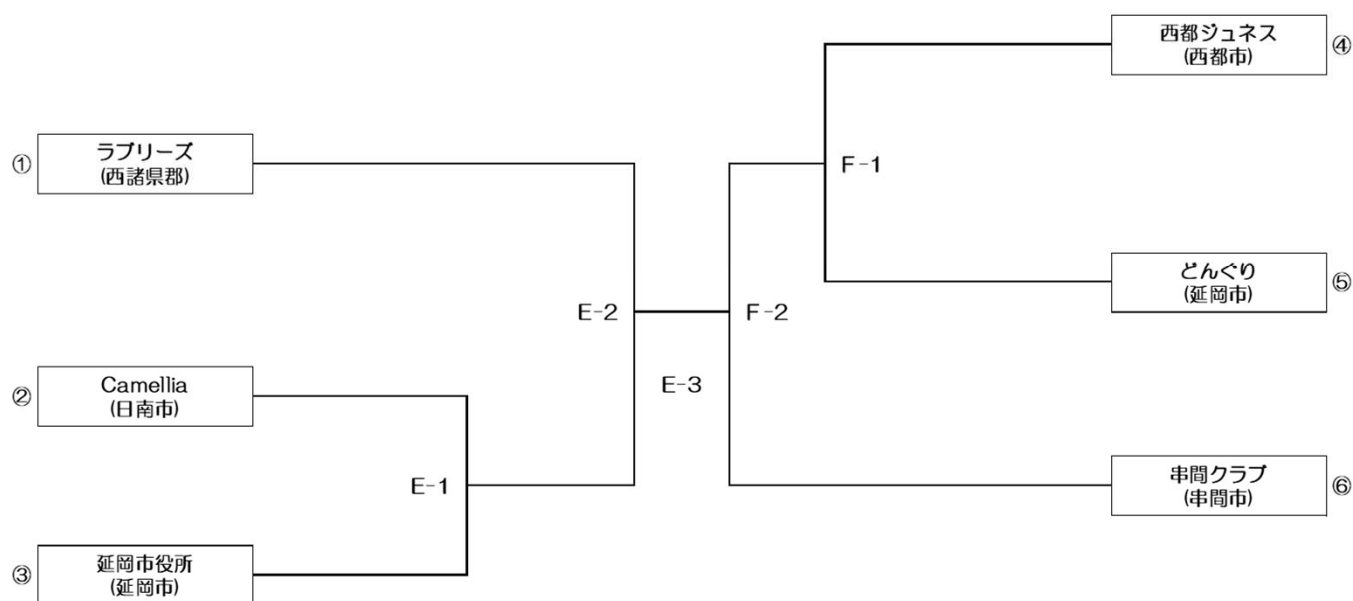 西都ジュネス
(西都市)
④
ラブリーズ
(西諸県郡)
①
F-1
どんぐり
(延岡市)
⑤
E-2
F-2
Camellia
(日南市)
②
E-3
E-1
串間クラブ
(串間市)
⑥
延岡市役所
(延岡市)
③